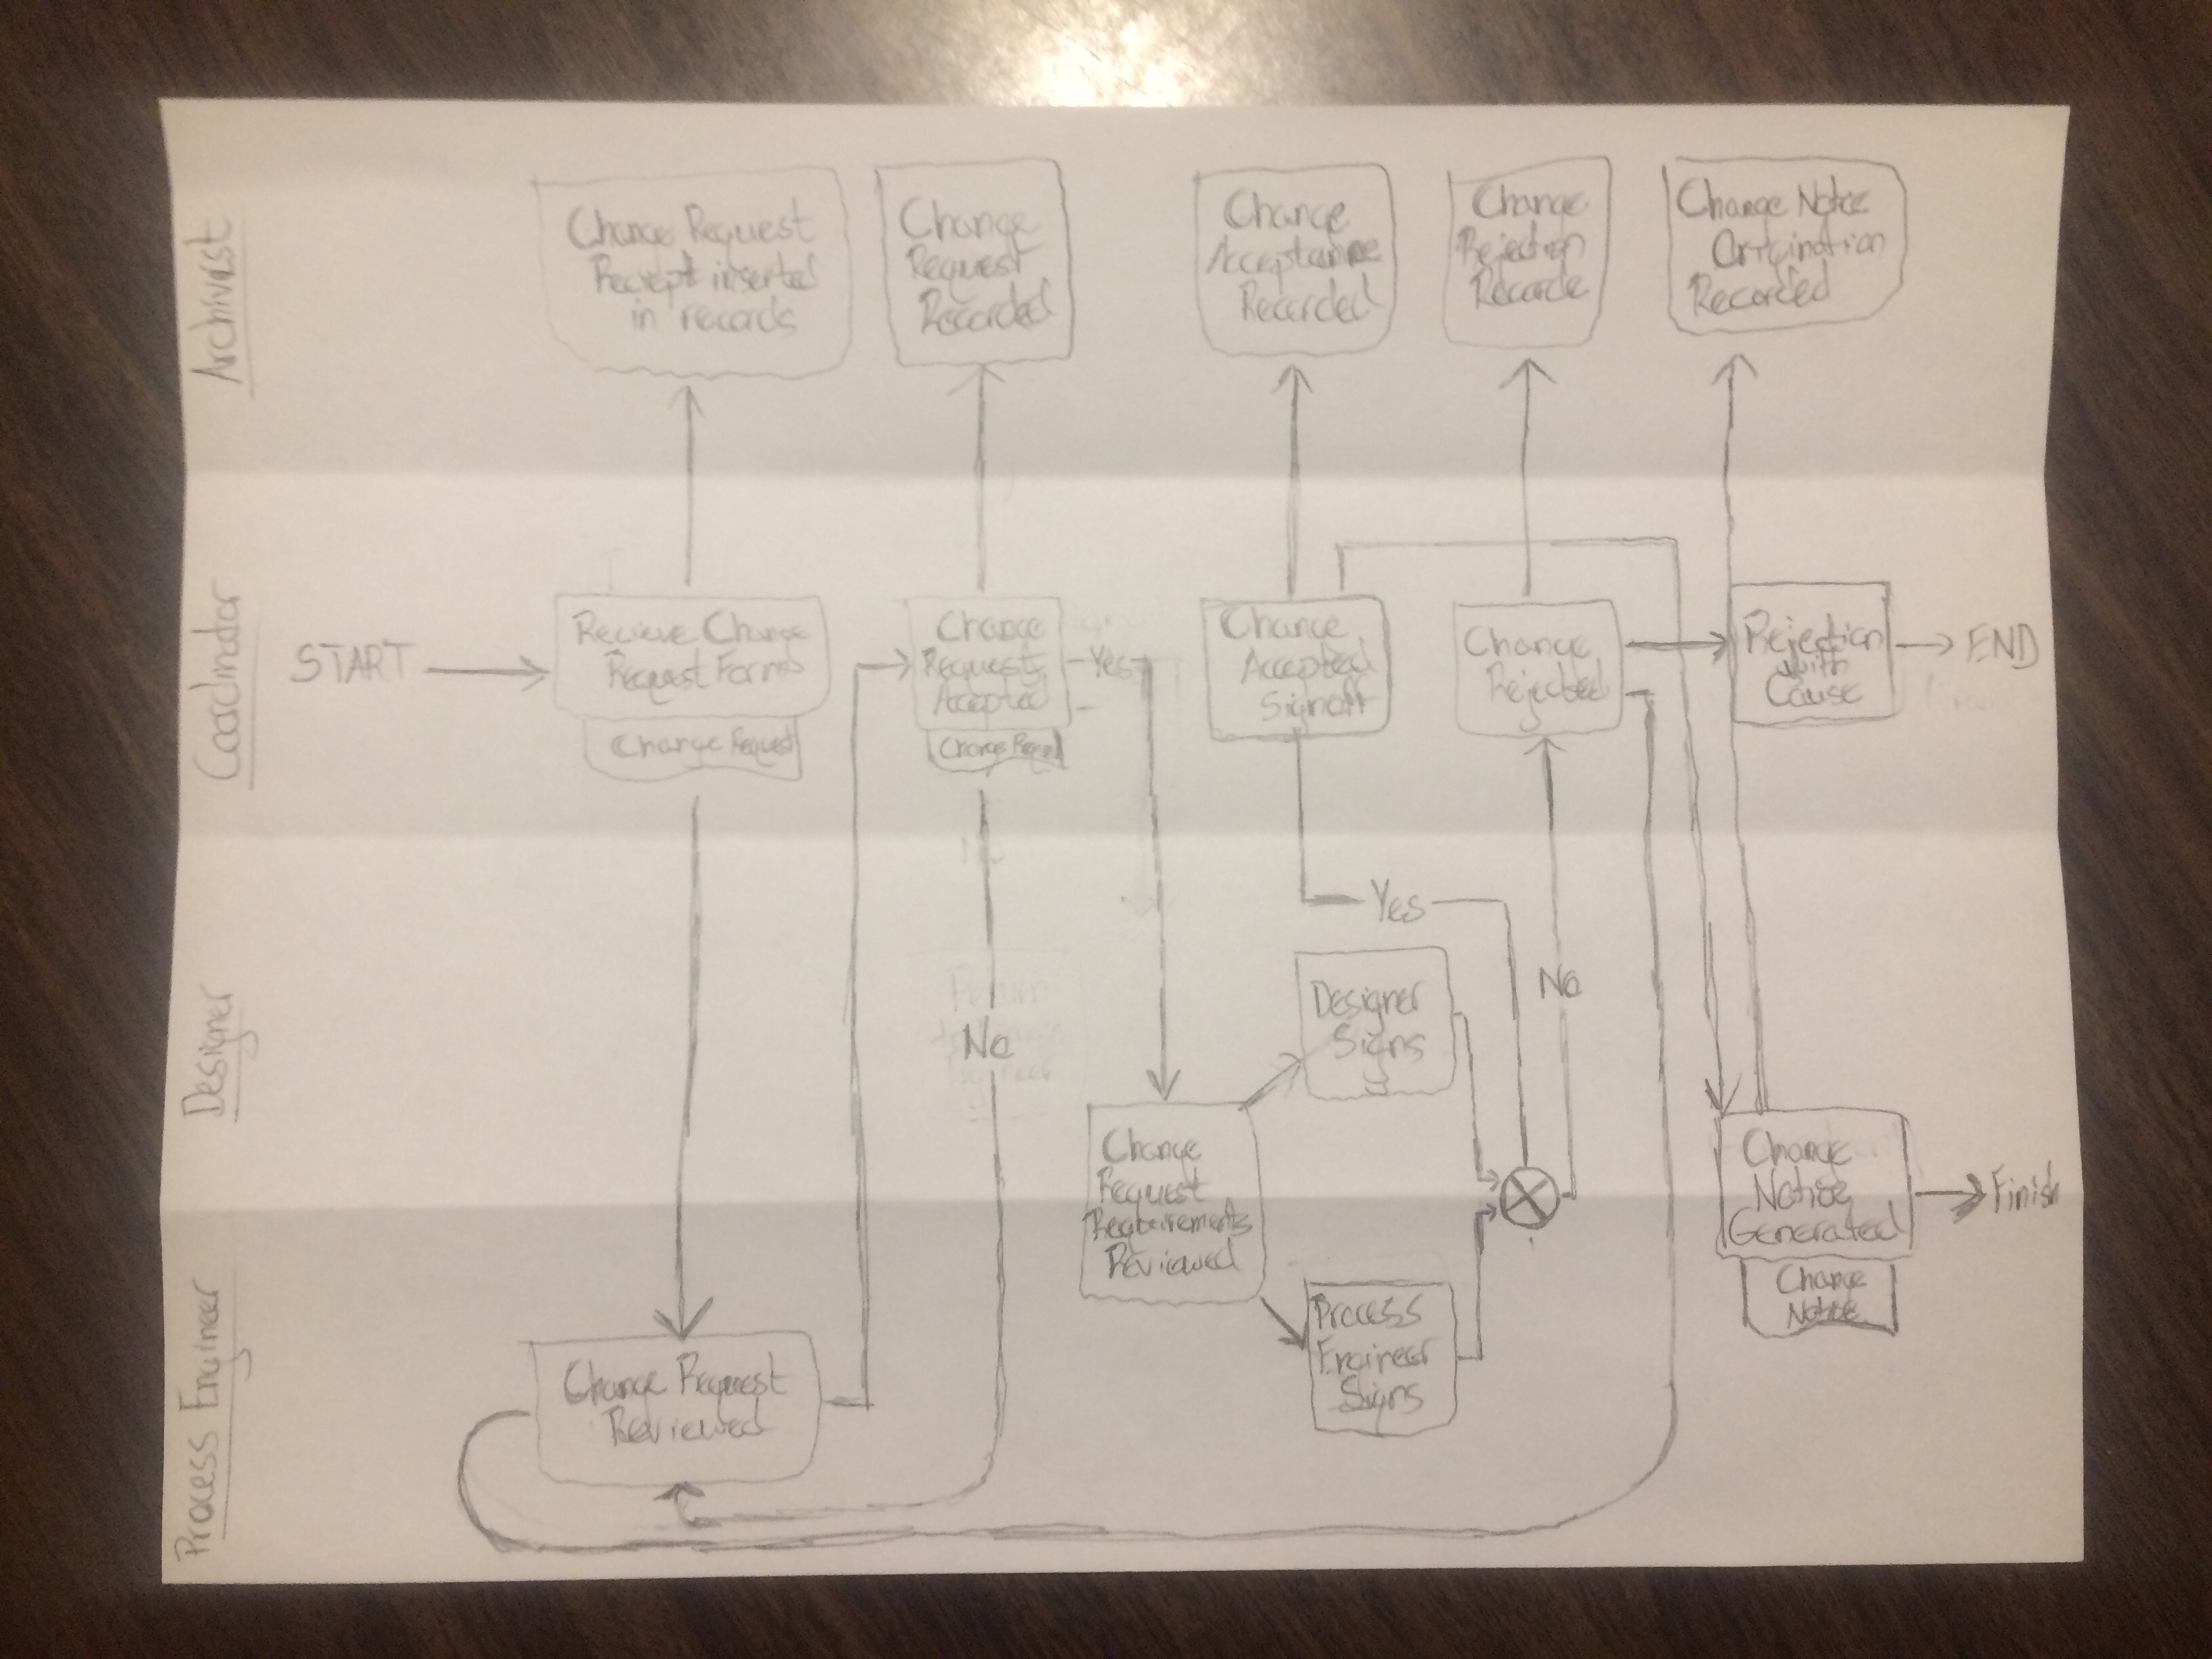 Archivist
Change Request
Reciept inserted
in records
Change
Request
Recorded
Change
Acceptance
Recorded
Change
Rejection
Recorde
Change Notice
Origination
Recorded
Coordinator
START
Recieve Change
Request Forms
Change Request
Change
Request
Accepted
Change Request
Yes
Change
Accepted
Signoff
Change
Rejected
Rejection
with
Cause
END
Designer
No
Yes
No
Designer
Signs
Change
Request
Requirements
Reviewed
Change
Notice
Generated
Finish
Change
Notice
Process Engineer
Process
Engineer
Signs
Change Request
Reviewed